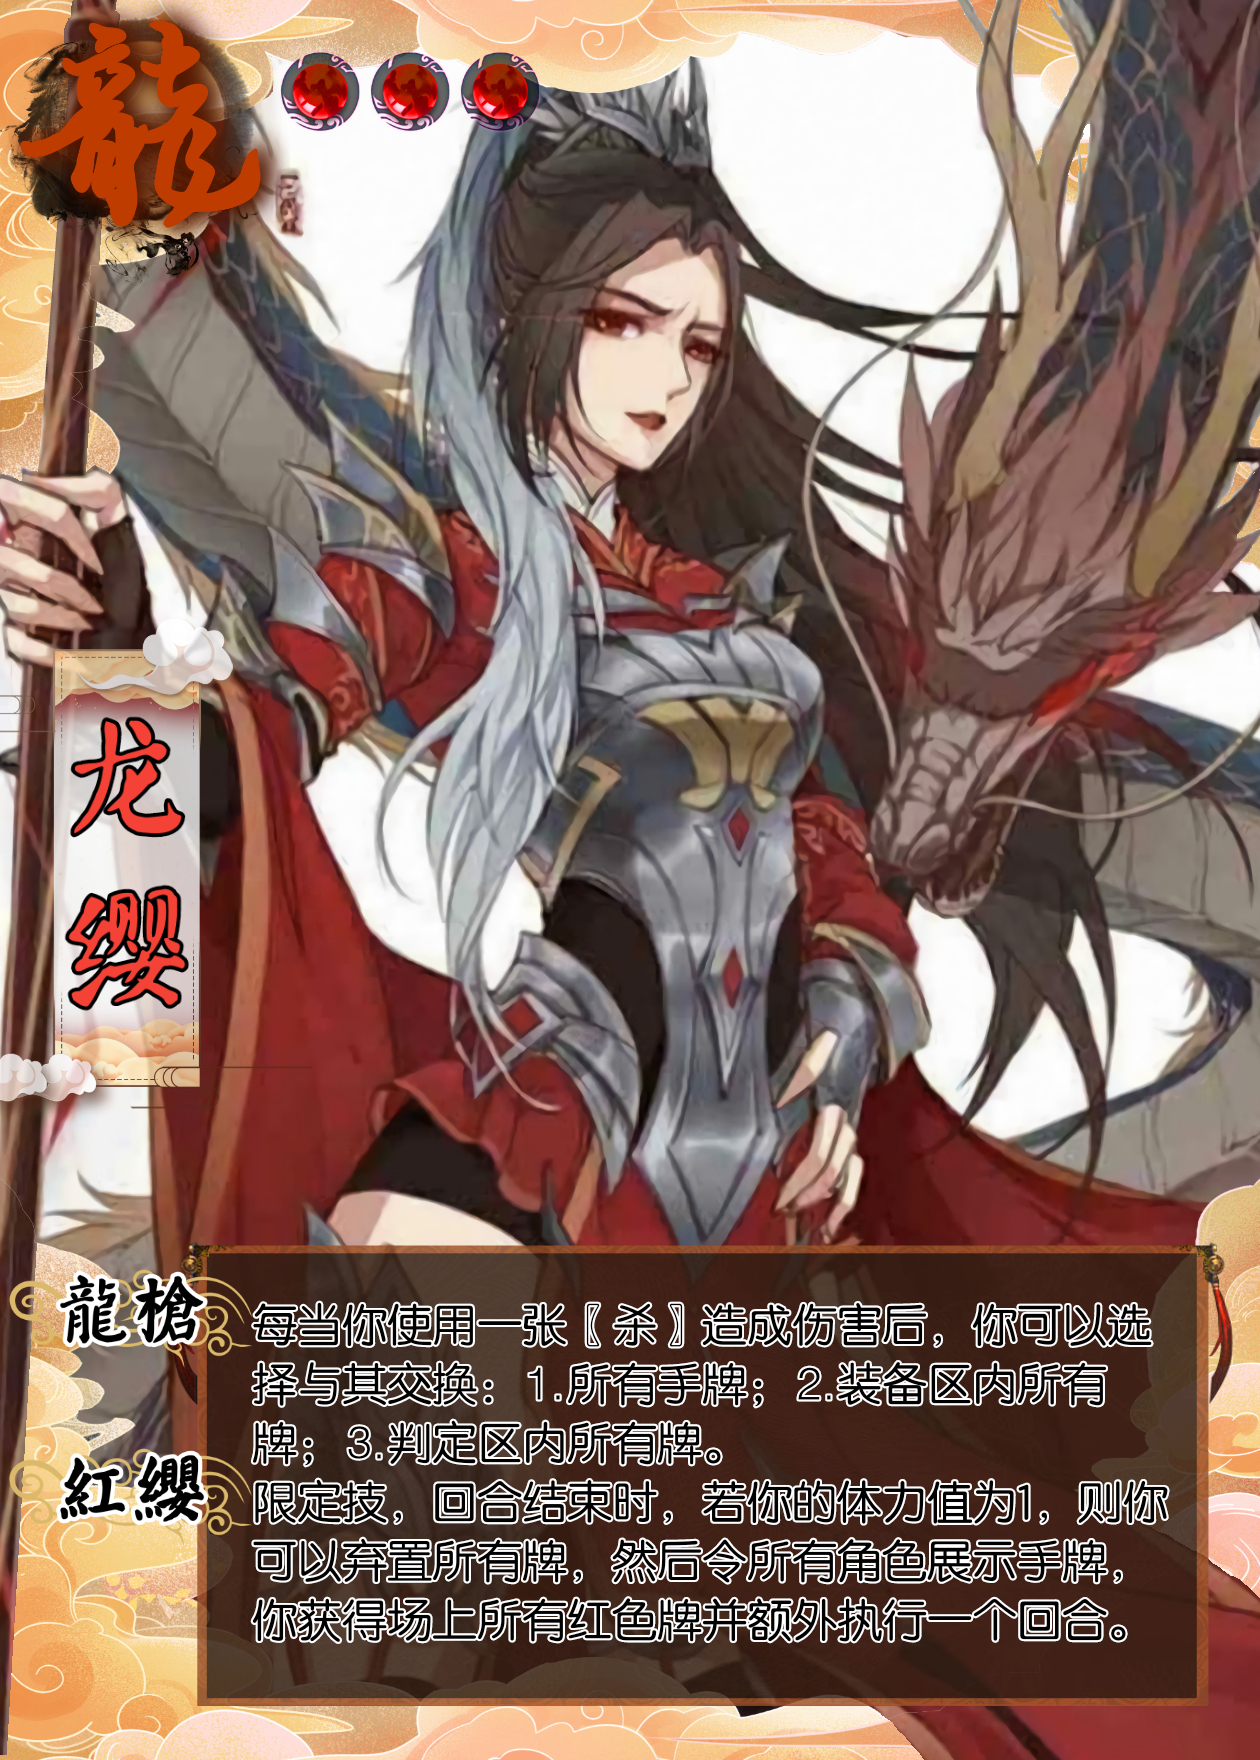 龍
龙
缨
龍槍
每当你使用一张〖杀〗造成伤害后，你可以选
择与其交换：1.所有手牌；2.装备区内所有
牌；3.判定区内所有牌。
紅纓
限定技，回合结束时，若你的体力值为1，则你
可以弃置所有牌，然后令所有角色展示手牌，
你获得场上所有红色牌并额外执行一个回合。